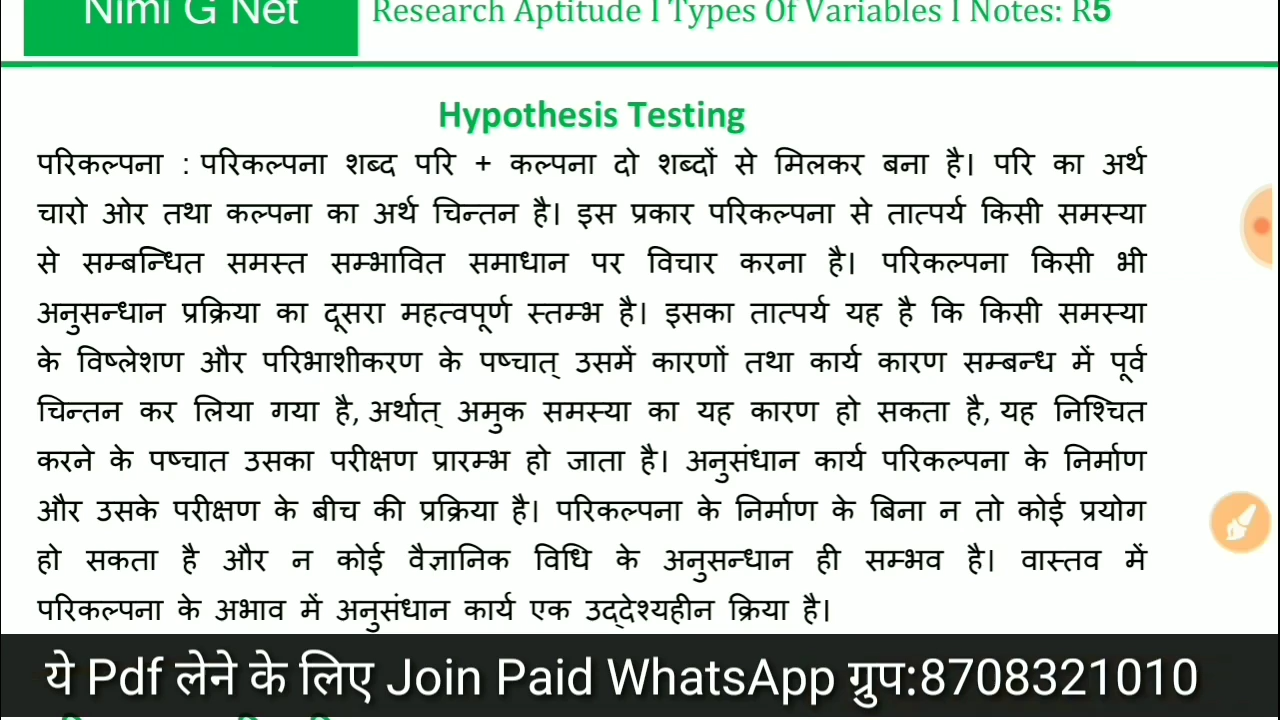 Nimi G Net
Research Aptitude I Types Of Variables I Notes: R5
Hypothesis Testing
परिकल्पना : परिकल्पना शब्द परि + कल्पना दो शब्दों से मिलकर बना है। परि का अर्थ
चारो ओर तथा कल्पना का अर्थ चिन्तन है। इस प्रकार परिकल्पना से तात्पर्य किसी समस्या
से सम्बन्धित समस्त सम्भावित समाधान पर विचार करना है। परिकल्पना किसी भी
अनुसन्धान प्रक्रिया का दूसरा महत्वपूर्ण स्तम्भ है। इसका तात्पर्य यह है कि किसी समस्या
के विष्लेशण और परिभाशीकरण के पष्चात् उसमें कारणों तथा कार्य कारण सम्बन्ध में पूर्व
चिन्तन कर लिया गया है, अर्थात् अमुक समस्या का यह कारण हो सकता है, यह निश्चित
करने के पष्चात उसका परीक्षण प्रारम्भ हो जाता है। अनुसंधान कार्य परिकल्पना के निर्माण
और उसके परीक्षण के बीच की प्रक्रिया है। परिकल्पना के निर्माण के बिना न तो कोई प्रयोग
हो सकता है और न कोई वैज्ञानिक विधि के अनुसन्धान ही सम्भव है। वास्तव में
परिकल्पना के अभाव में अनुसंधान कार्य एक उद्देश्यहीन क्रिया है।
ये Pdf लेने के लिए Join Paid WhatsApp ग्रुप:8708321010